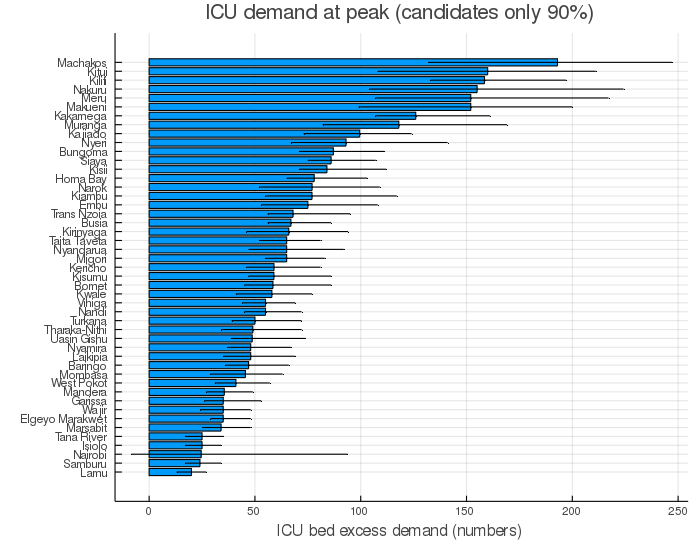 ICU demand at peak (candidates only 90%)
Machakos
Kitui
Kilifi
Nakuru
Meru
Makueni
Kakamega
Muranga
Kajiado
Nyeri
Bungoma
Siaya
Kisii
Homa Bay
Narok
Kiambu
Embu
Trans Nzoia
Busia
Kirinyaga
Taita Taveta
Nyandarua
Migori
Kericho
Kisumu
Bomet
Kwale
Vihiga
Nandi
Turkana
Tharaka-Nithi
Uasin Gishu
Nyamira
Laikipia
Baringo
Mombasa
West Pokot
Mandera
Garissa
Wajir
Elgeyo Marakwet
Marsabit
Tana River
Isiolo
Nairobi
Samburu
Lamu
0 50 100 150 200 250
ICU bed excess demand (numbers)